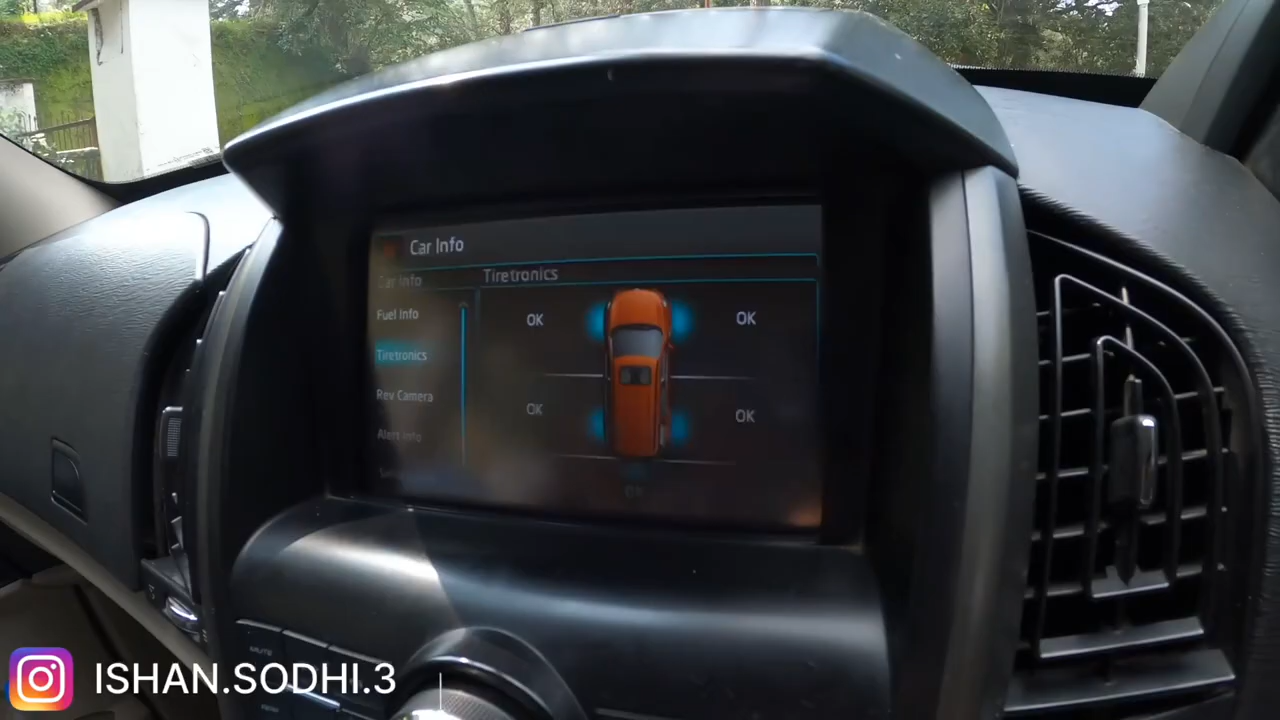 Car Info
Car Info
Tiretronics
Fuel Info
OK
OK
Tiretronics
Rev Camera
OK
OK
Alert Info
MUTE
ISHAN.SODHI.3